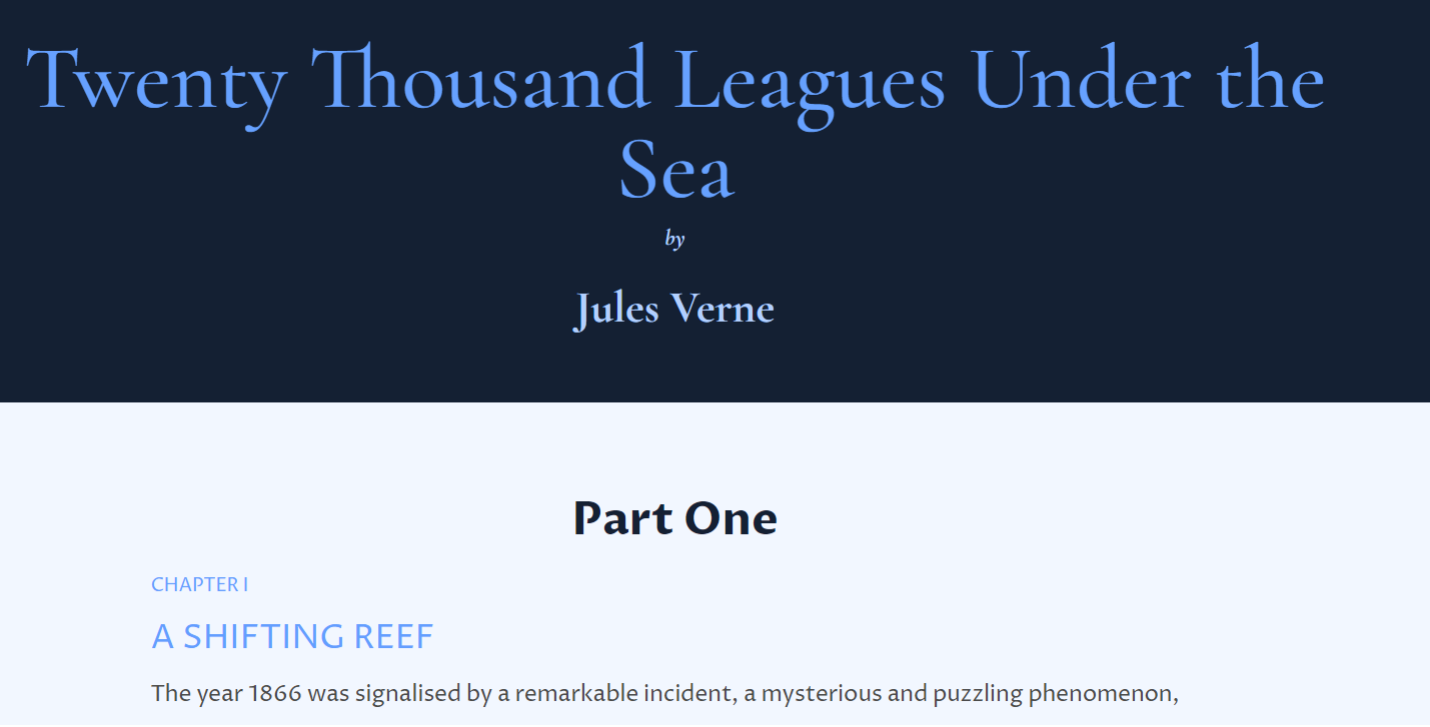 Twenty Thousand Leagues Under the
Sea
by
Jules Verne
Part One
CHAPTER I
A SHIFTING REEF
The year 1866 was signalised by a remarkable incident, a mysterious and puzzling phenomenon,